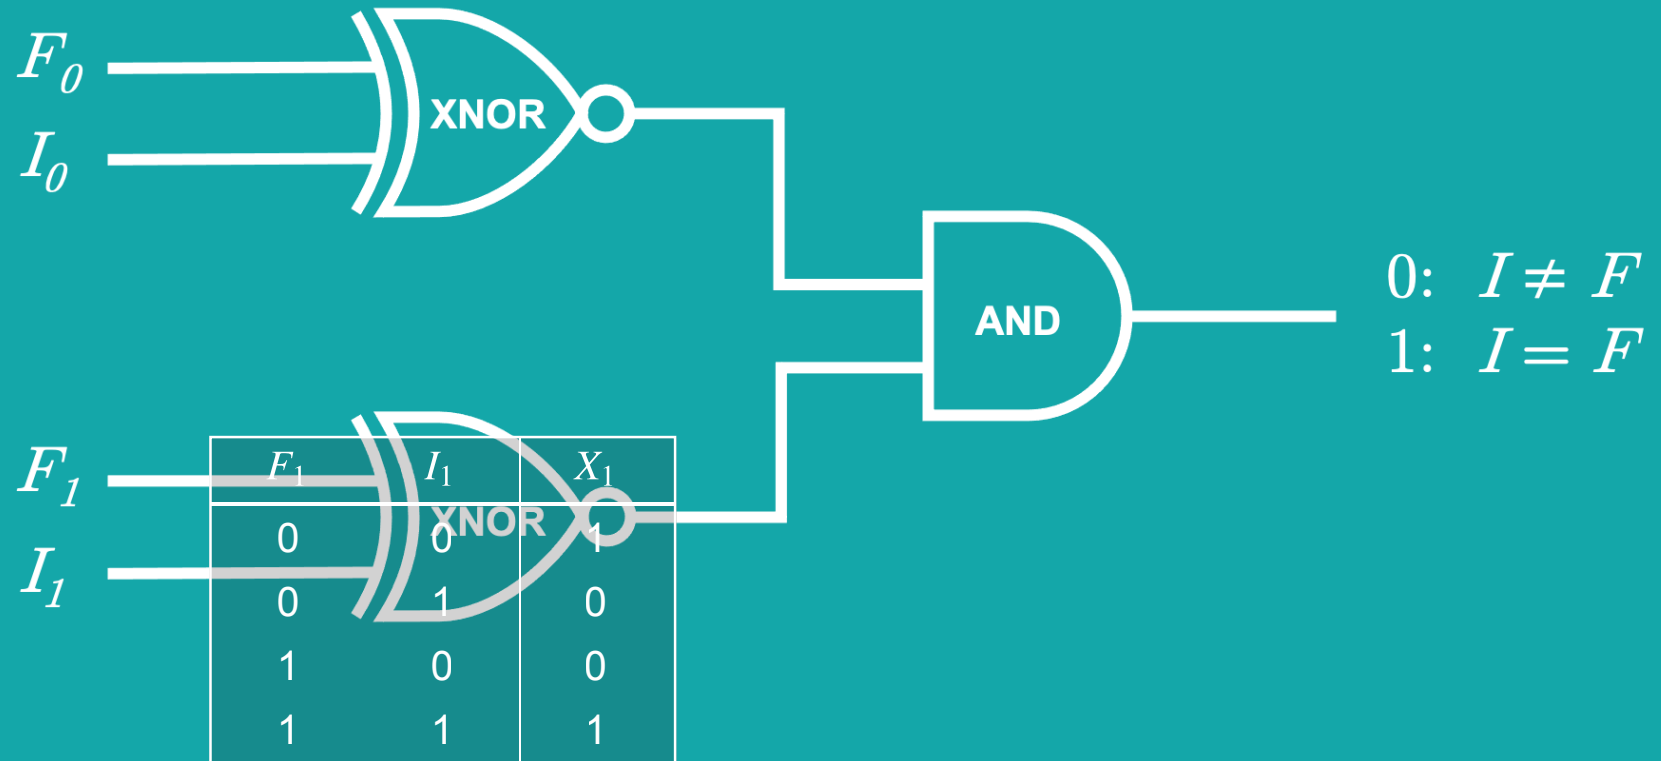 F₀
I₀
XNOR
AND
0: I ≠ F
1: I = F
F₁
I₁
XNOR
F₁ I₁ X₁
0 0 1
0 1 0
1 0 0
1 1 1